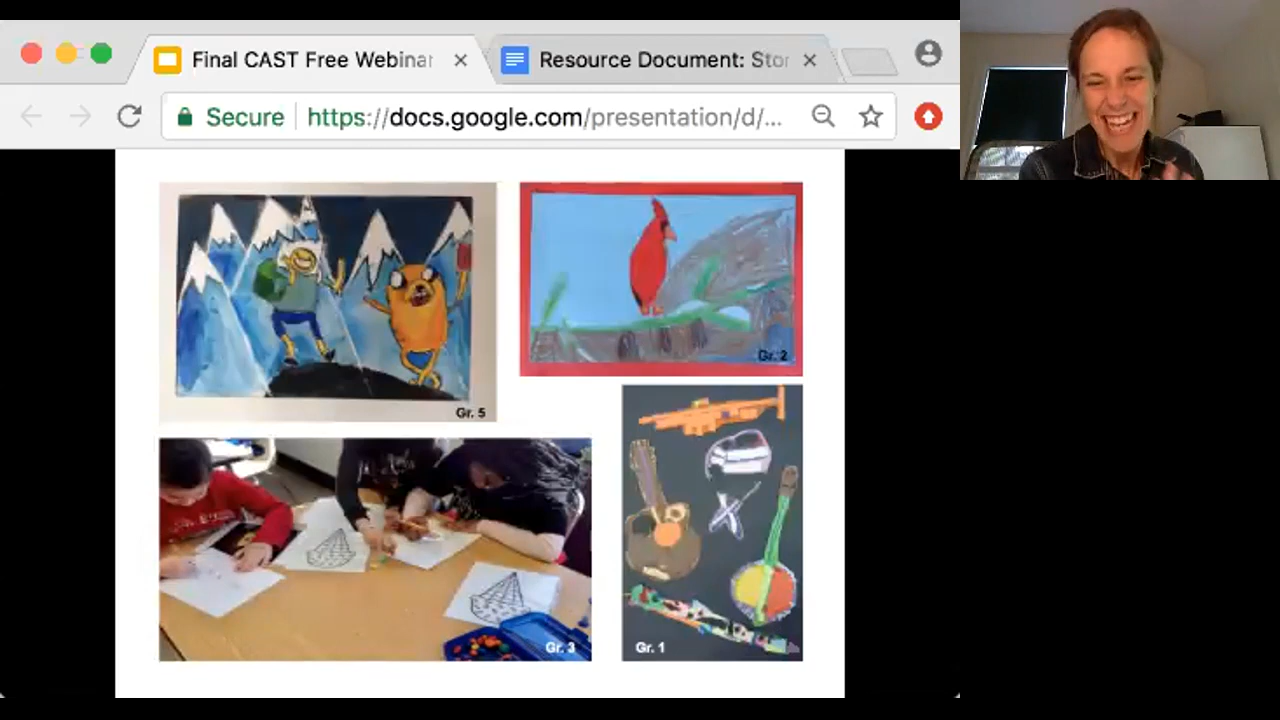 Final CAST Free Webinar
Resource Document: Stor
Secure
https://docs.google.com/presentation/d/...
Gr. 5
Gr. 2
Gr. 3
Gr. 1